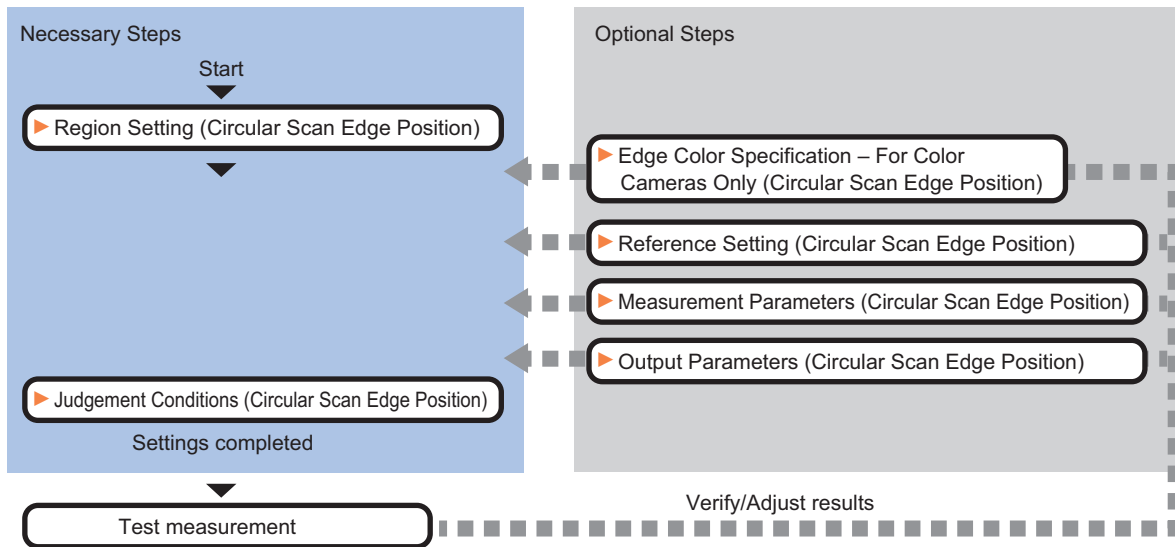 Necessary Steps
Start
Region Setting (Circular Scan Edge Position)
Judgement Conditions (Circular Scan Edge Position)
Settings completed
Test measurement
Optional Steps
Edge Color Specification – For Color
Cameras Only (Circular Scan Edge Position)
Reference Setting (Circular Scan Edge Position)
Measurement Parameters (Circular Scan Edge Position)
Output Parameters (Circular Scan Edge Position)
Verify/Adjust results